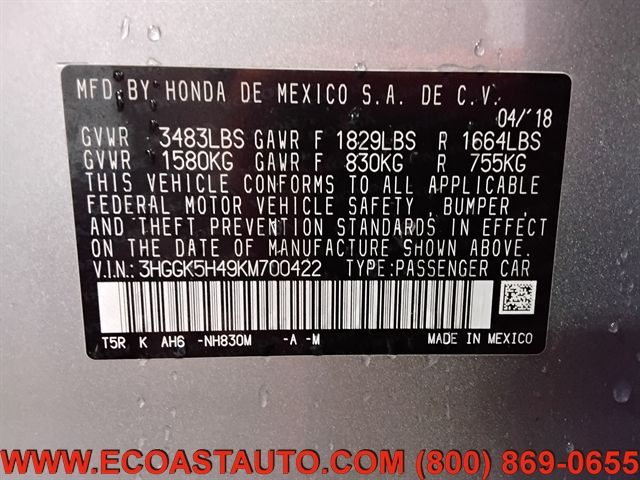 MFD. BY HONDA DE MEXICO S.A. DE C.V.
04/'18
GVWR 3483LBS GAWR F 1829LBS R 1664LBS
GVWR 1580KG GAWR F 830KG R 755KG
THIS VEHICLE CONFORMS TO ALL APPLICABLE
FEDERAL MOTOR VEHICLE SAFETY , BUMPER ,
AND THEFT PREVENTION STANDARDS IN EFFECT
ON THE DATE OF MANUFACTURE SHOWN ABOVE.
V.I.N.: 3HGGK5H49KM700422 TYPE:PASSENGER CAR
T5R K AH6 -NH830M -A -M MADE IN MEXICO
WWW.ECOASTAUTO.COM (800) 869-0655